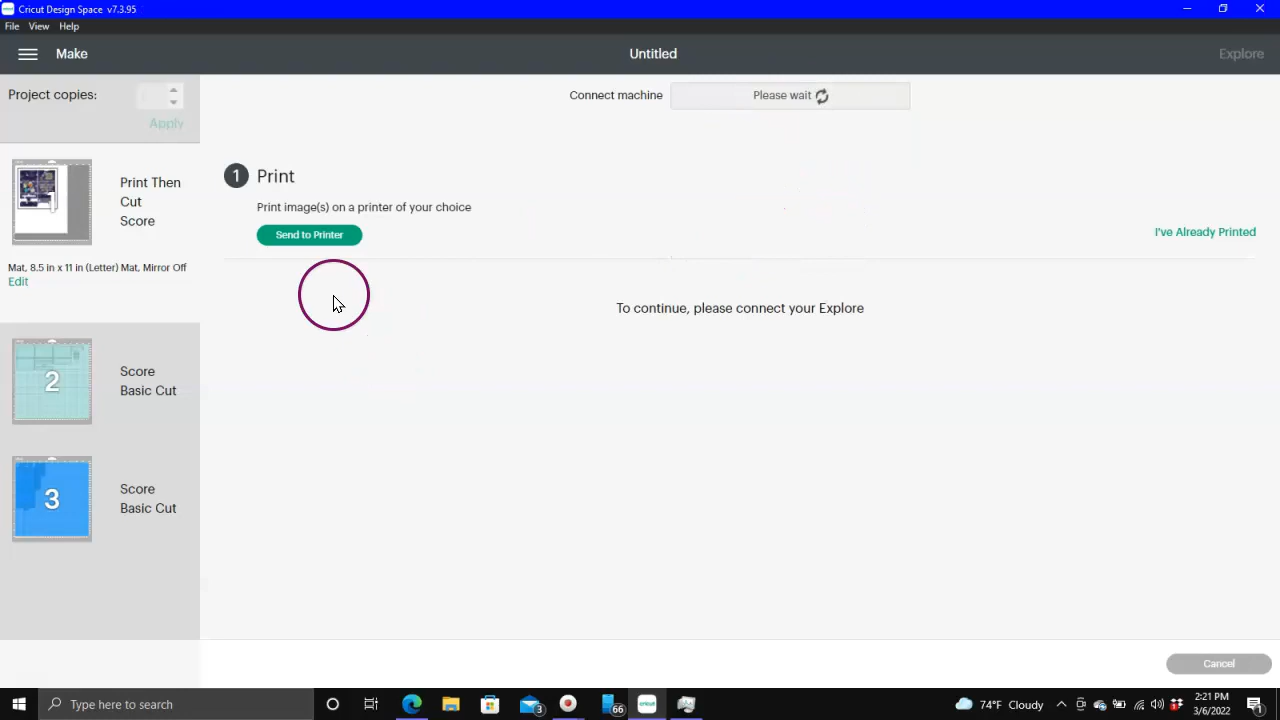 Cricut Design Space v7.3.95
File View Help
Make
Untitled
Explore
Project copies:
Apply
Connect machine
Please wait
Print Then
Cut
Score
Mat, 8.5 in x 11 in (Letter) Mat, Mirror Off
Edit
1 Print
Print image(s) on a printer of your choice
Send to Printer
I've Already Printed
To continue, please connect your Explore
2
Score
Basic Cut
3
Score
Basic Cut
Cancel
Type here to search
3
66
cricut
74°F Cloudy
2:21 PM
3/6/2022
1